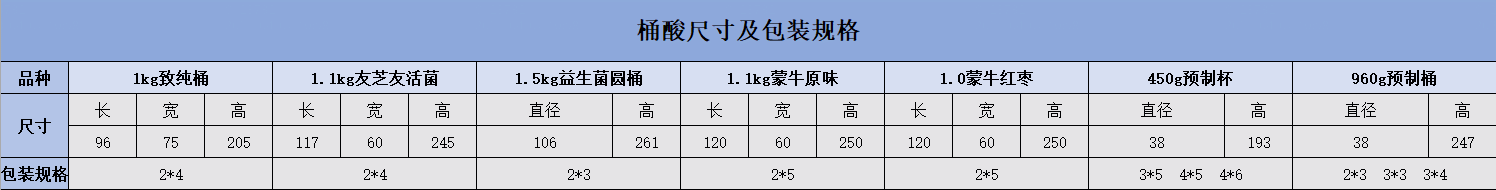 桶酸尺寸及包装规格
品种 1kg致纯桶 1.1kg友芝友活菌 1.5kg益生菌圆桶 1.1kg蒙牛原味 1.0蒙牛红枣 450g预制杯 960g预制桶
尺寸 长 宽 高 长 宽 高 直径 高 长 宽 高 长 宽 高 直径 高 直径 高
96 75 205 117 60 245 106 261 120 60 250 120 60 250 38 193 38 247
包装规格 2*4 2*4 2*3 2*5 2*5 3*5 4*5 4*6 2*3 3*3 3*4